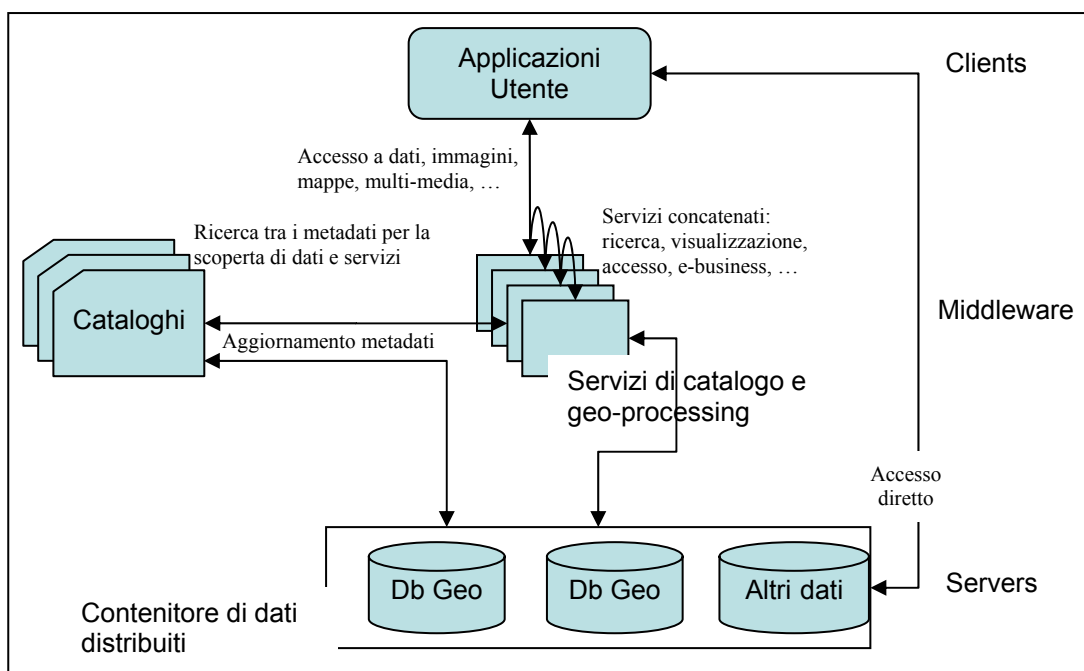 Applicazioni
Utente
Clients
Accesso a dati, immagini,
mappe, multi-media, …
Ricerca tra i metadati per la
scoperta di dati e servizi
Servizi concatenati:
ricerca, visualizzazione,
accesso, e-business, …
Cataloghi
Middleware
Aggiornamento metadati
Servizi di catalogo e
geo-processing
Accesso
diretto
Db Geo
Db Geo
Altri dati
Servers
Contenitore di dati
distribuiti